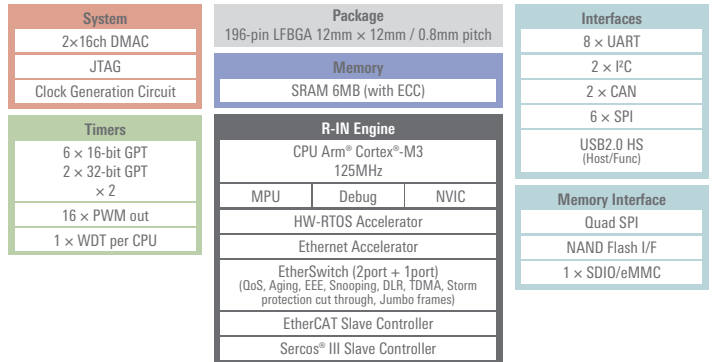 System
2×16ch DMAC
JTAG
Clock Generation Circuit
Timers
6 × 16-bit GPT
2 × 32-bit GPT
× 2
16 × PWM out
1 × WDT per CPU
Package
196-pin LFBGA 12mm × 12mm / 0.8mm pitch
Memory
SRAM 6MB (with ECC)
R-IN Engine
CPU Arm® Cortex®-M3
125MHz
MPU Debug NVIC
HW-RTOS Accelerator
Ethernet Accelerator
EtherSwitch (2port + 1port)
(QoS, Aging, EEE, Snooping, DLR, TDMA, Storm
protection cut through, Jumbo frames)
EtherCAT Slave Controller
Sercos® III Slave Controller
Interfaces
8 × UART
2 × I²C
2 × CAN
6 × SPI
USB2.0 HS
(Host/Func)
Memory Interface
Quad SPI
NAND Flash I/F
1 × SDIO/eMMC